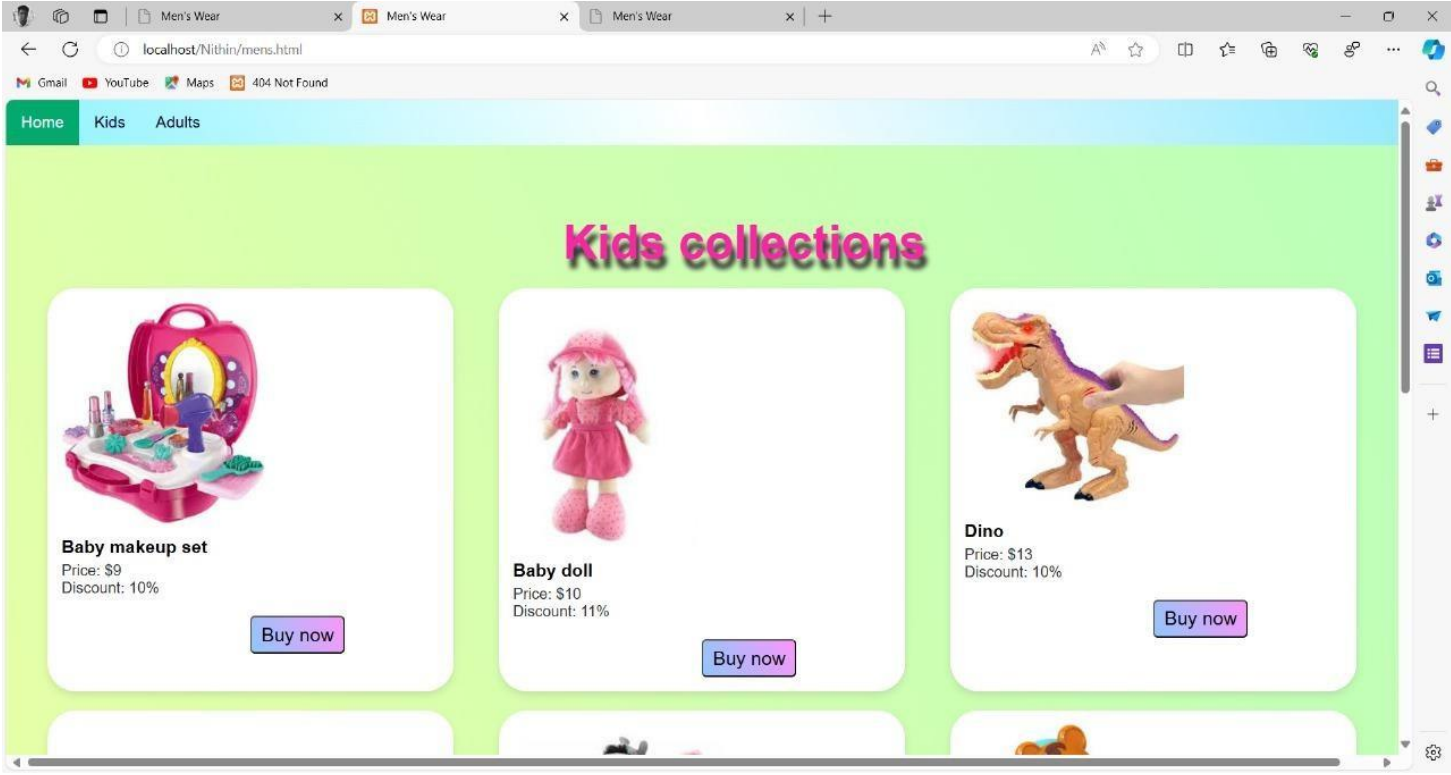 Men's Wear
Men's Wear
Men's Wear
localhost/Nithin/mens.html
Gmail YouTube Maps 404 Not Found
Home Kids Adults
Kids collections
Baby makeup set
Price: $9
Discount: 10%
Buy now
Baby doll
Price: $10
Discount: 11%
Buy now
Dino
Price: $13
Discount: 10%
Buy now